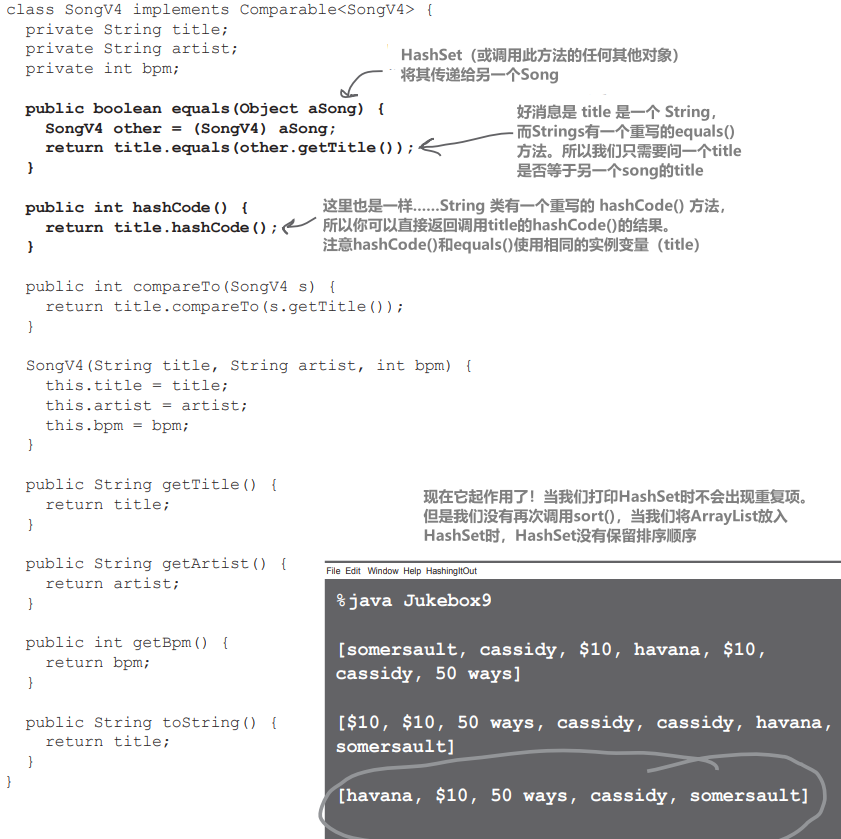 class SongV4 implements Comparable<SongV4> {
private String title;
private String artist;
private int bpm;
HashSet（或调用此方法的任何其他对象）
将其传递给另一个Song
public boolean equals(Object aSong) {
SongV4 other = (SongV4) aSong;
return title.equals(other.getTitle());
}
好消息是 title 是一个 String，
而Strings有一个重写的equals()
方法。所以我们只需要问一个title
是否等于另一个song的title
public int hashCode() {
return title.hashCode();
}
这里也是一样……String 类有一个重写的 hashCode() 方法，
所以你可以直接返回调用title的hashCode()的结果。
注意hashCode()和equals()使用相同的实例变量（title）
public int compareTo(SongV4 s) {
return title.compareTo(s.getTitle());
}
SongV4(String title, String artist, int bpm) {
this.title = title;
this.artist = artist;
this.bpm = bpm;
}
public String getTitle() {
return title;
}
public String getArtist() {
return artist;
}
public int getBpm() {
return bpm;
}
public String toString() {
return title;
}
}
现在它起作用了！当我们打印HashSet时不会出现重复项。
但是我们没有再次调用sort()，当我们将ArrayList放入
HashSet时，HashSet没有保留排序顺序
File Edit Window Help HashingItOut
%java Jukebox9
[somersault, cassidy, $10, havana, $10,
cassidy, 50 ways]
[$10, $10, 50 ways, cassidy, cassidy, havana,
somersault]
[havana, $10, 50 ways, cassidy, somersault]